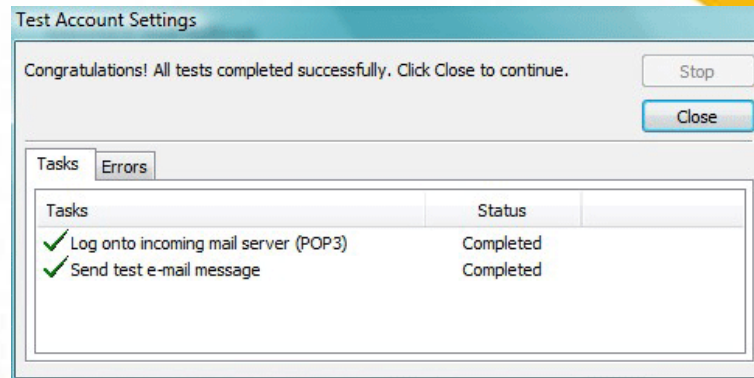 Test Account Settings
Congratulations! All tests completed successfully. Click Close to continue.
Stop
Close
Tasks Errors
Tasks Status
Log onto incoming mail server (POP3) Completed
Send test e-mail message Completed